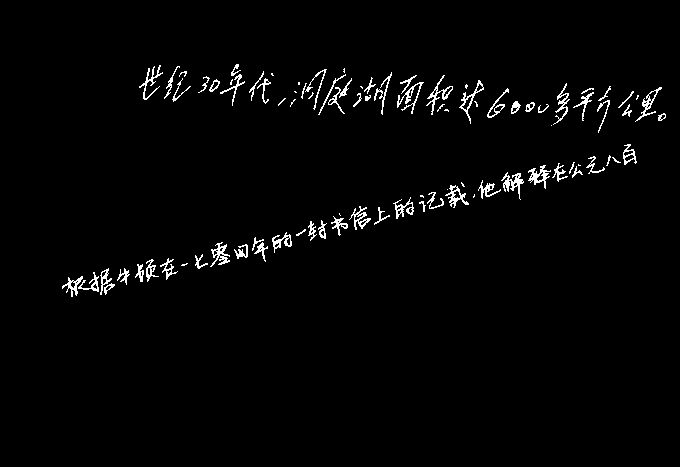 世纪30年代,洞庭湖面积达6000多平方公里。
根据牛顿在一七零四年的一封书信上的记载,他解释在公元八百